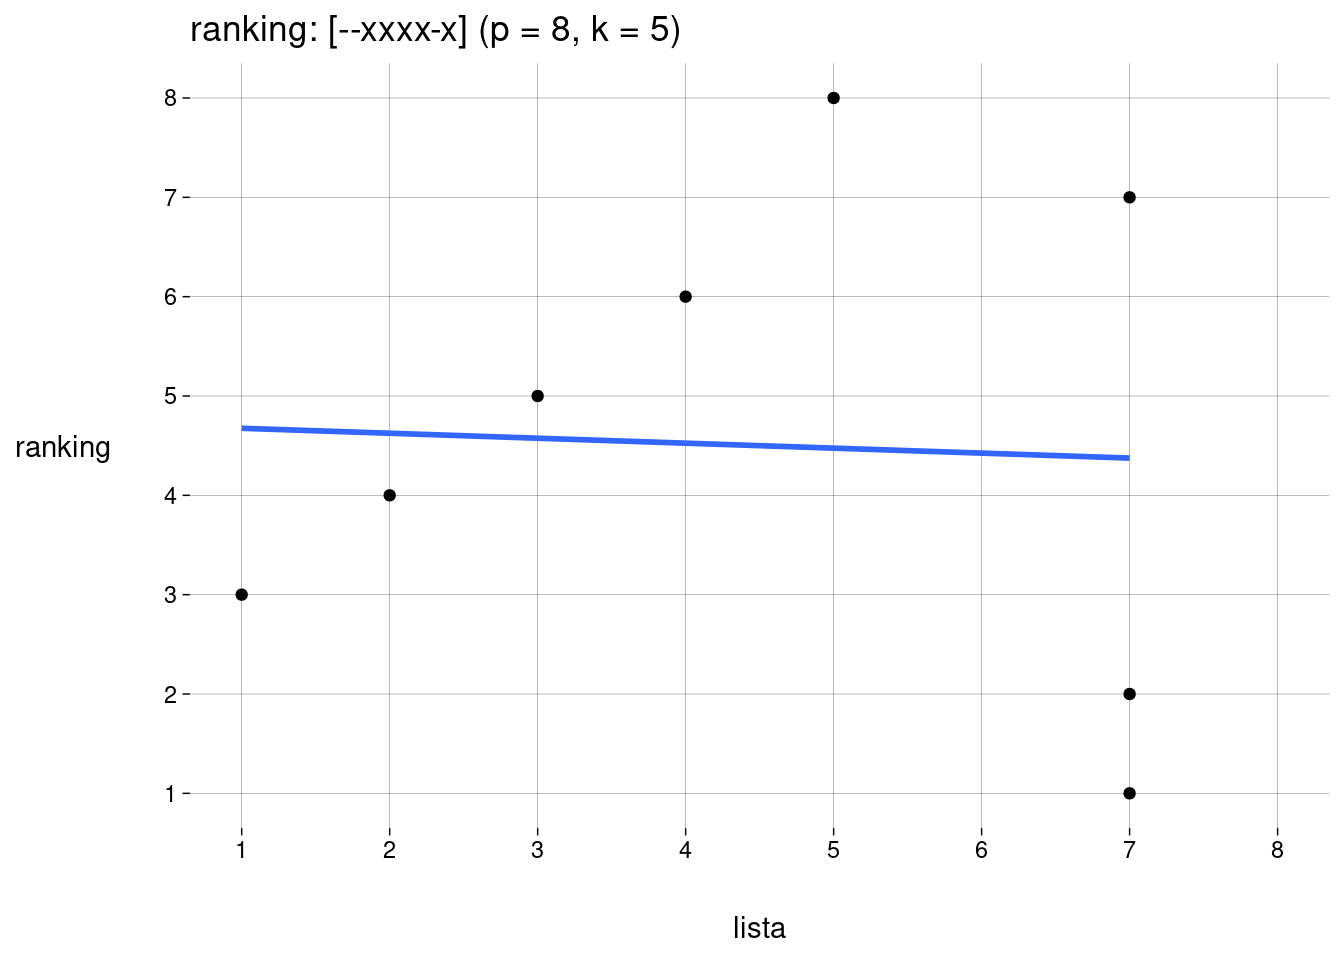 ranking: [--xxxx-x] (p = 8, k = 5)
8
7
6
5
ranking
4
3
2
1
1 2 3 4 5 6 7 8
lista